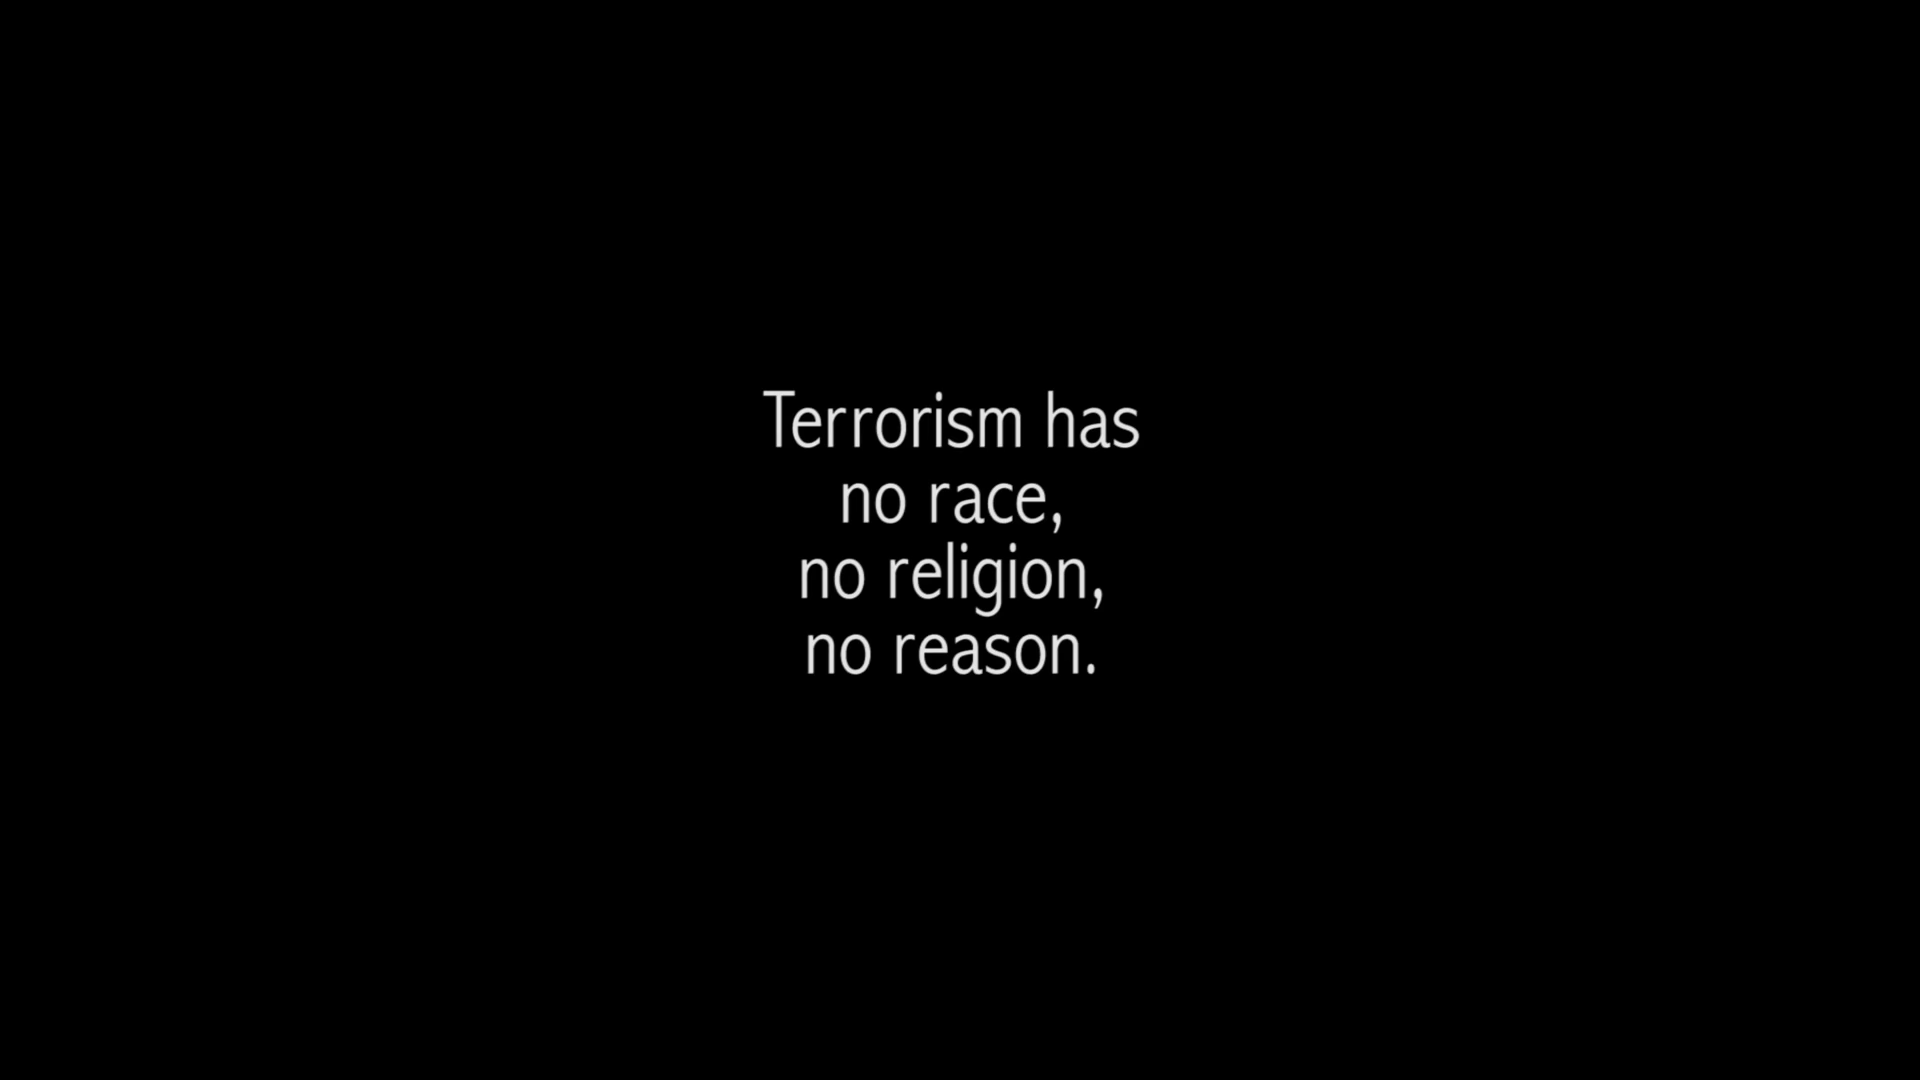 Terrorism has
no race,
no religion,
no reason.